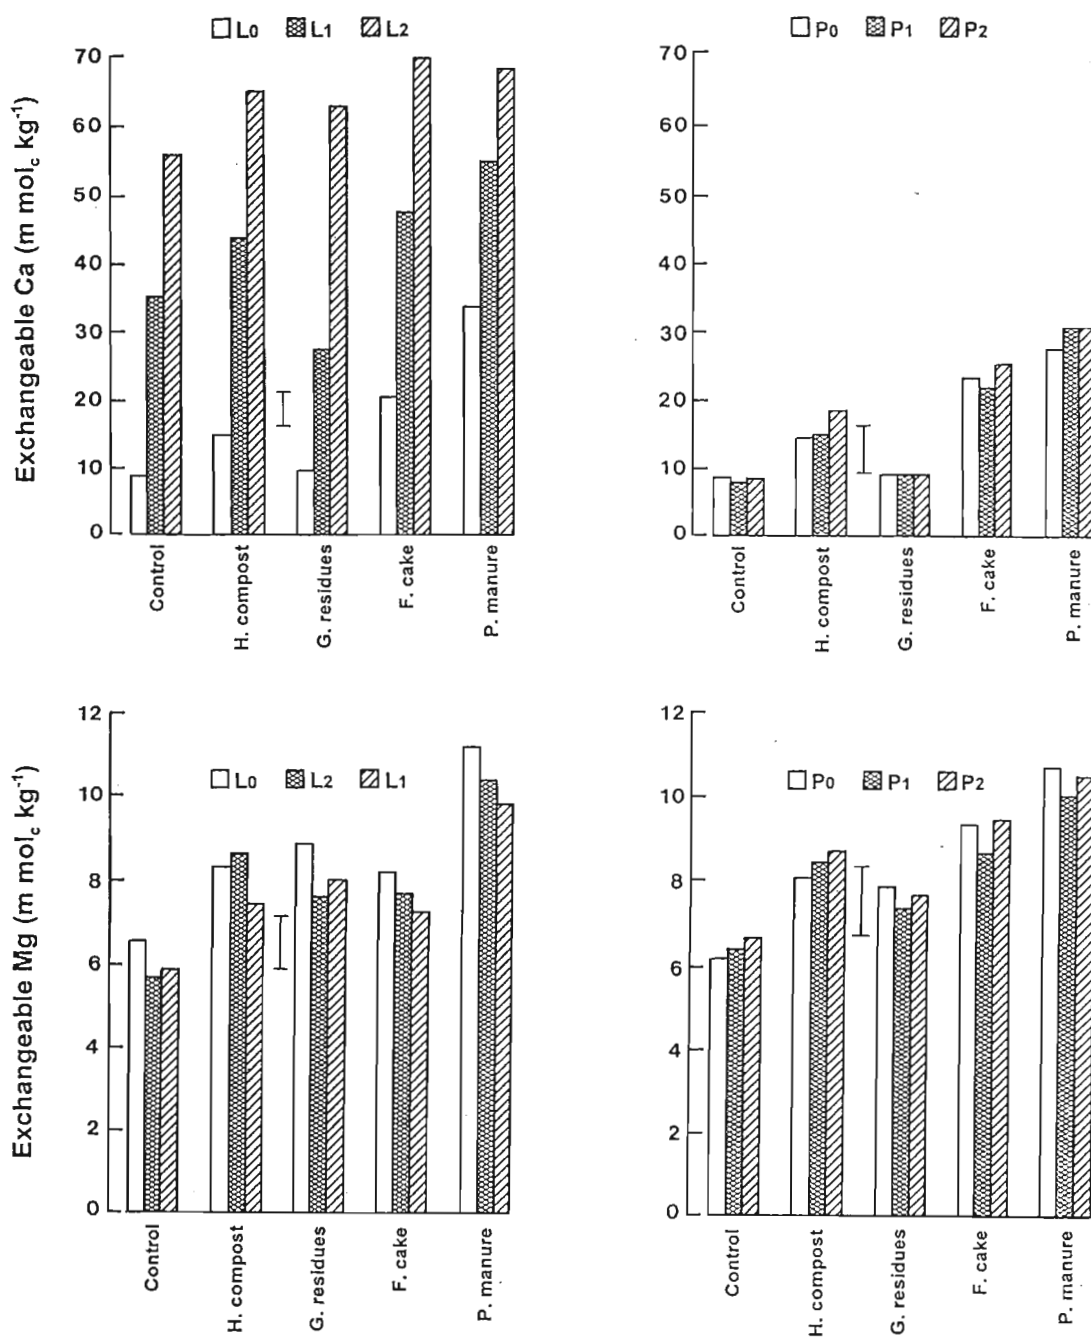 L0 L1 L2
Exchangeable Ca (m molc kg-1)
70
60
50
40
30
20
10
0
Control
H. compost
G. residues
F. cake
P. manure
P0 P1 P2
70
60
50
40
30
20
10
0
Control
H. compost
G. residues
F. cake
P. manure
L0 L2 L1
Exchangeable Mg (m molc kg-1)
12
10
8
6
4
2
0
Control
H. compost
G. residues
F. cake
P. manure
P0 P1 P2
12
10
8
6
4
2
0
Control
H. compost
G. residues
F. cake
P. manure